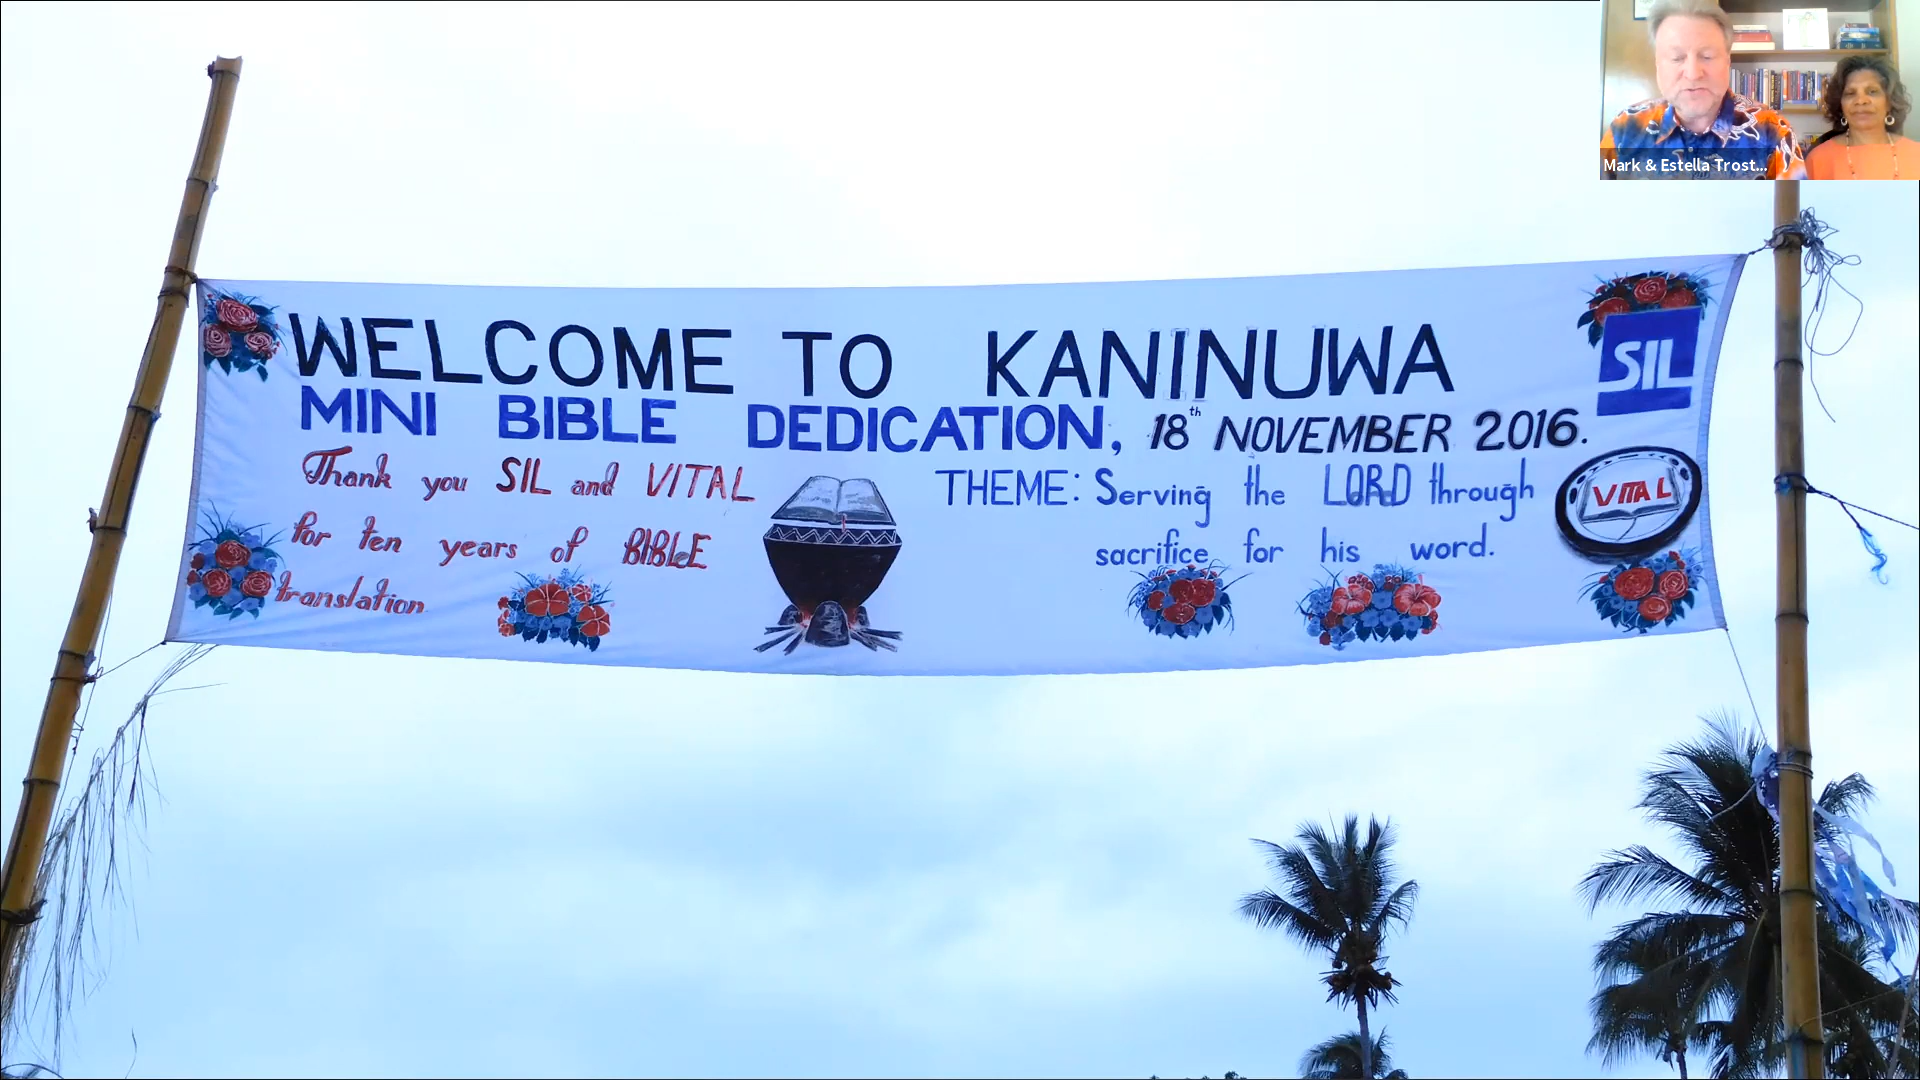 WELCOME TO KANINUWA
MINI BIBLE DEDICATION, 18th NOVEMBER 2016.
Thank you SIL and VITAL
for ten years of BIBLE
translation
THEME: Serving the LORD through
sacrifice for his word.
SIL
VITAL
Mark & Estella Trost...